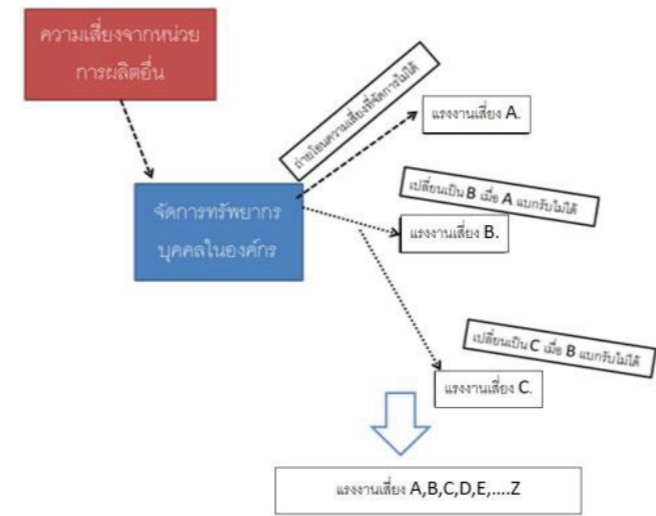 ความเสี่ยงจากหน่วย
การผลิตอื่น
ถ่ายโอนความเสี่ยงที่จัดการไม่ได้
แรงงานเสี่ยง A.
จัดการทรัพยากร
บุคคลในองค์กร
เปลี่ยนเป็น B เมื่อ A แบกรับไม่ได้
แรงงานเสี่ยง B.
เปลี่ยนเป็น C เมื่อ B แบกรับไม่ได้
แรงงานเสี่ยง C.
แรงงานเสี่ยง A,B,C,D,E,....Z